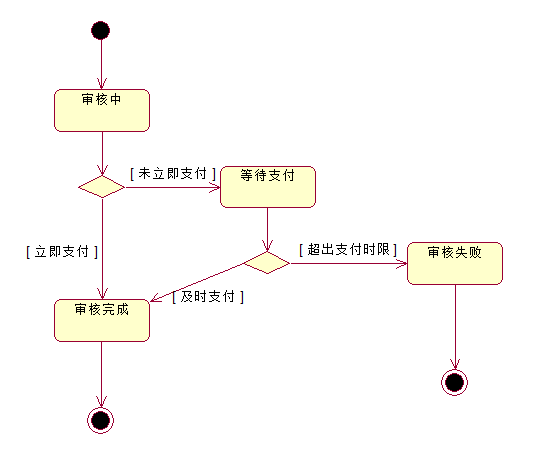 审核中
[ 未立即支付 ]
等待支付
[ 立即支付 ]
[ 超出支付时限 ]
审核失败
[ 及时支付 ]
审核完成